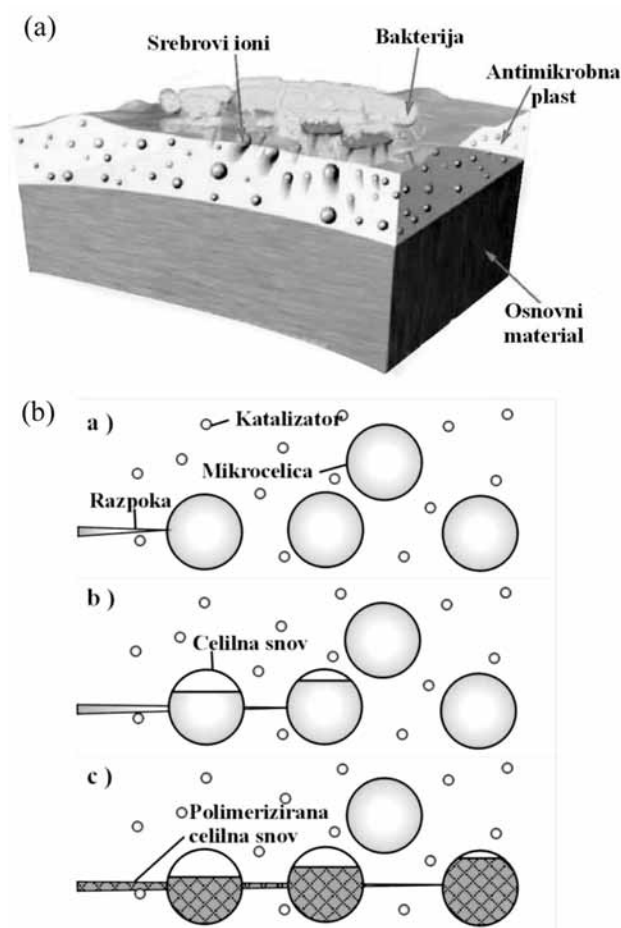 (a)
Srebrovi ioni
Bakterija
Antimikrobna
plast
Osnovni
material
(b)
a )
Katalizator
Mikrocelica
Razpoka
b )
Celilna snov
c )
Polimerizirana
celilna snov